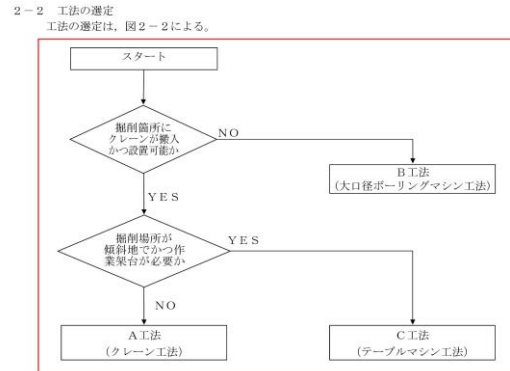 2－2　工法の選定
工法の選定は，図2－2による。
スタート
掘削箇所に
クレーンが搬入
かつ設置可能か
NO
B工法
(大口径ボーリングマシン工法)
YES
掘削場所が
傾斜地でかつ作
業架台が必要か
YES
NO
A工法
(クレーン工法)
C工法
(テーブルマシン工法)